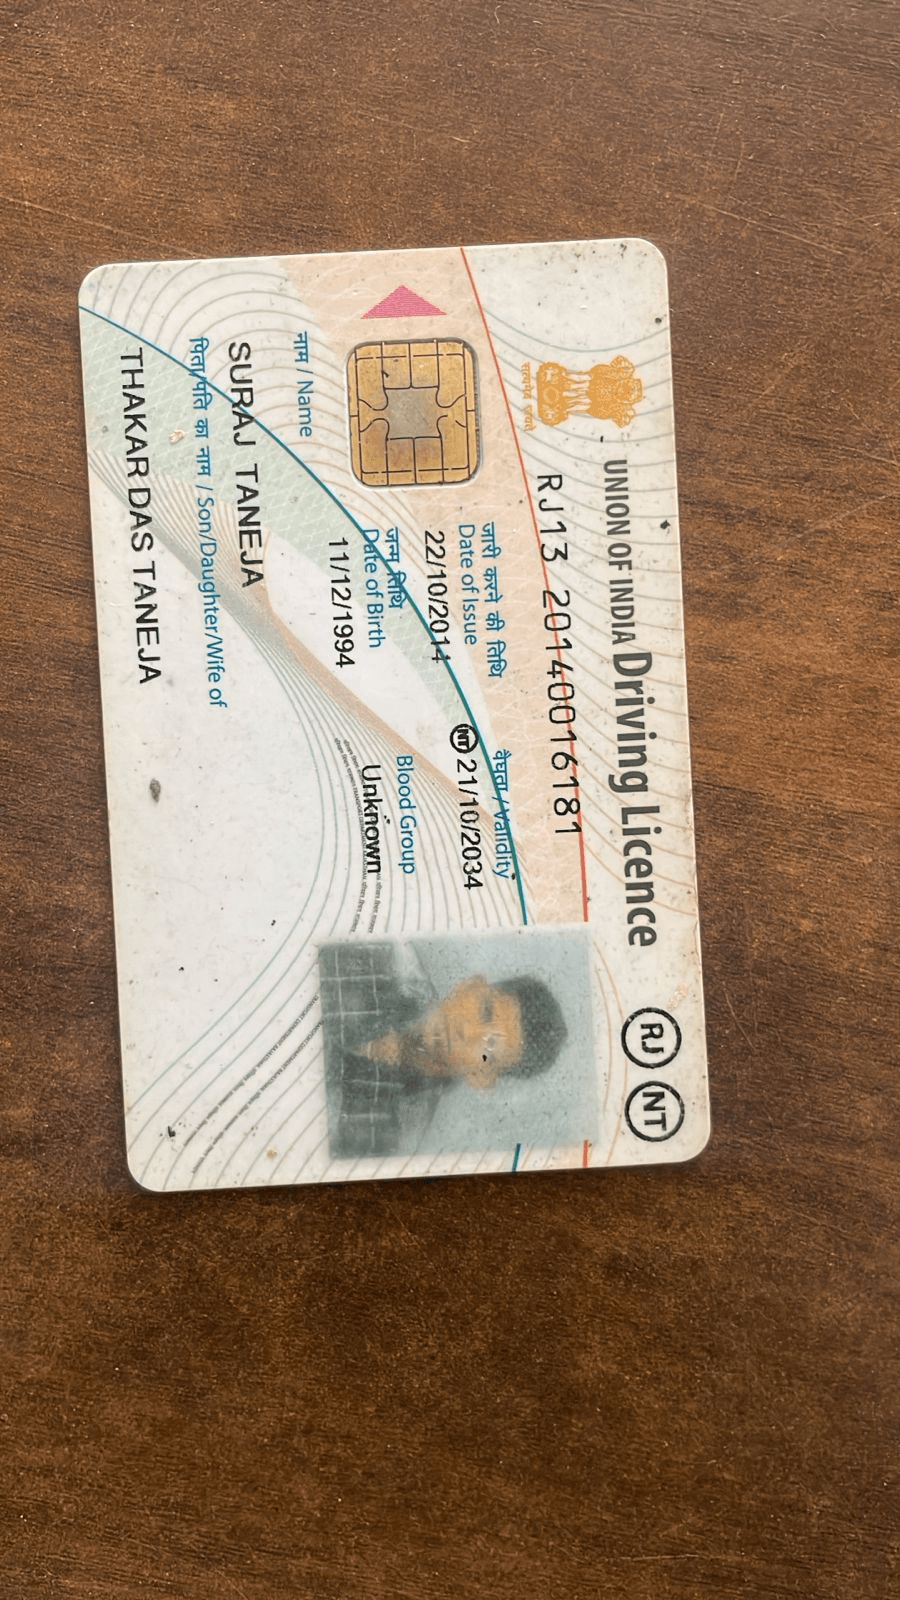 UNION OF INDIA Driving Licence RJ NT
सत्यमेव जयते
RJ13 20140016181
जारी करने की तिथि वैधता / Validity
Date of Issue
22/10/2014 NT 21/10/2034
जन्म तिथि Blood Group
Date of Birth Unknown
11/12/1994
नाम / Name
SURAJ TANEJA
पिता/पति का नाम / Son/Daughter/Wife of
THAKAR DAS TANEJA